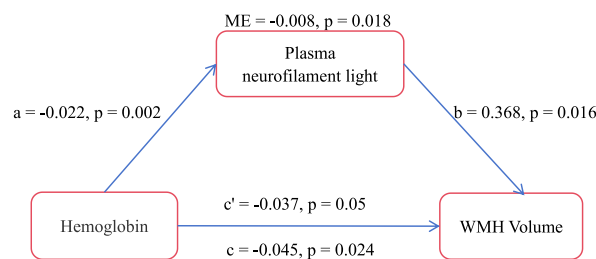 ME = -0.008, p = 0.018
Plasma
neurofilament light
a = -0.022, p = 0.002
b = 0.368, p = 0.016
Hemoglobin
c' = -0.037, p = 0.05
c = -0.045, p = 0.024
WMH Volume